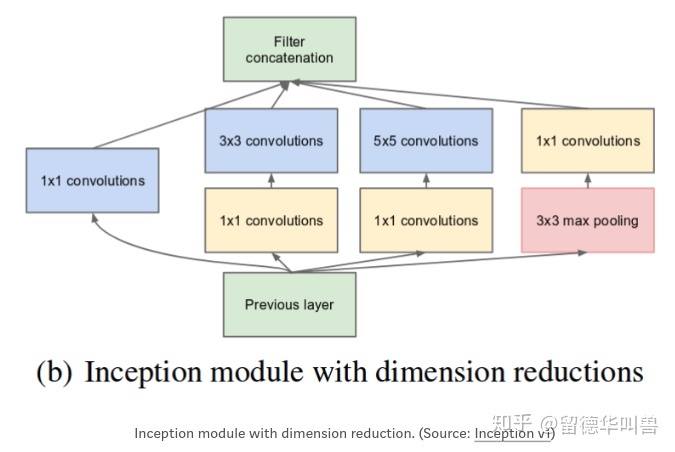 Filter
concatenation
3x3 convolutions
5x5 convolutions
1x1 convolutions
1x1 convolutions
1x1 convolutions
1x1 convolutions
3x3 max pooling
Previous layer
(b) Inception module with dimension reductions
知乎 @留德华叫兽
Inception module with dimension reduction. (Source: Inception v1)